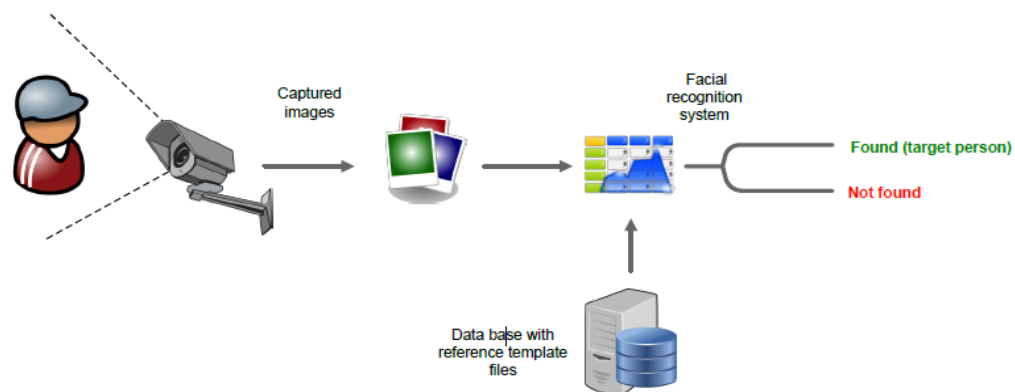 Captured
images
Facial
recognition
system
Found (target person)
Not found
Data base with
reference template
files